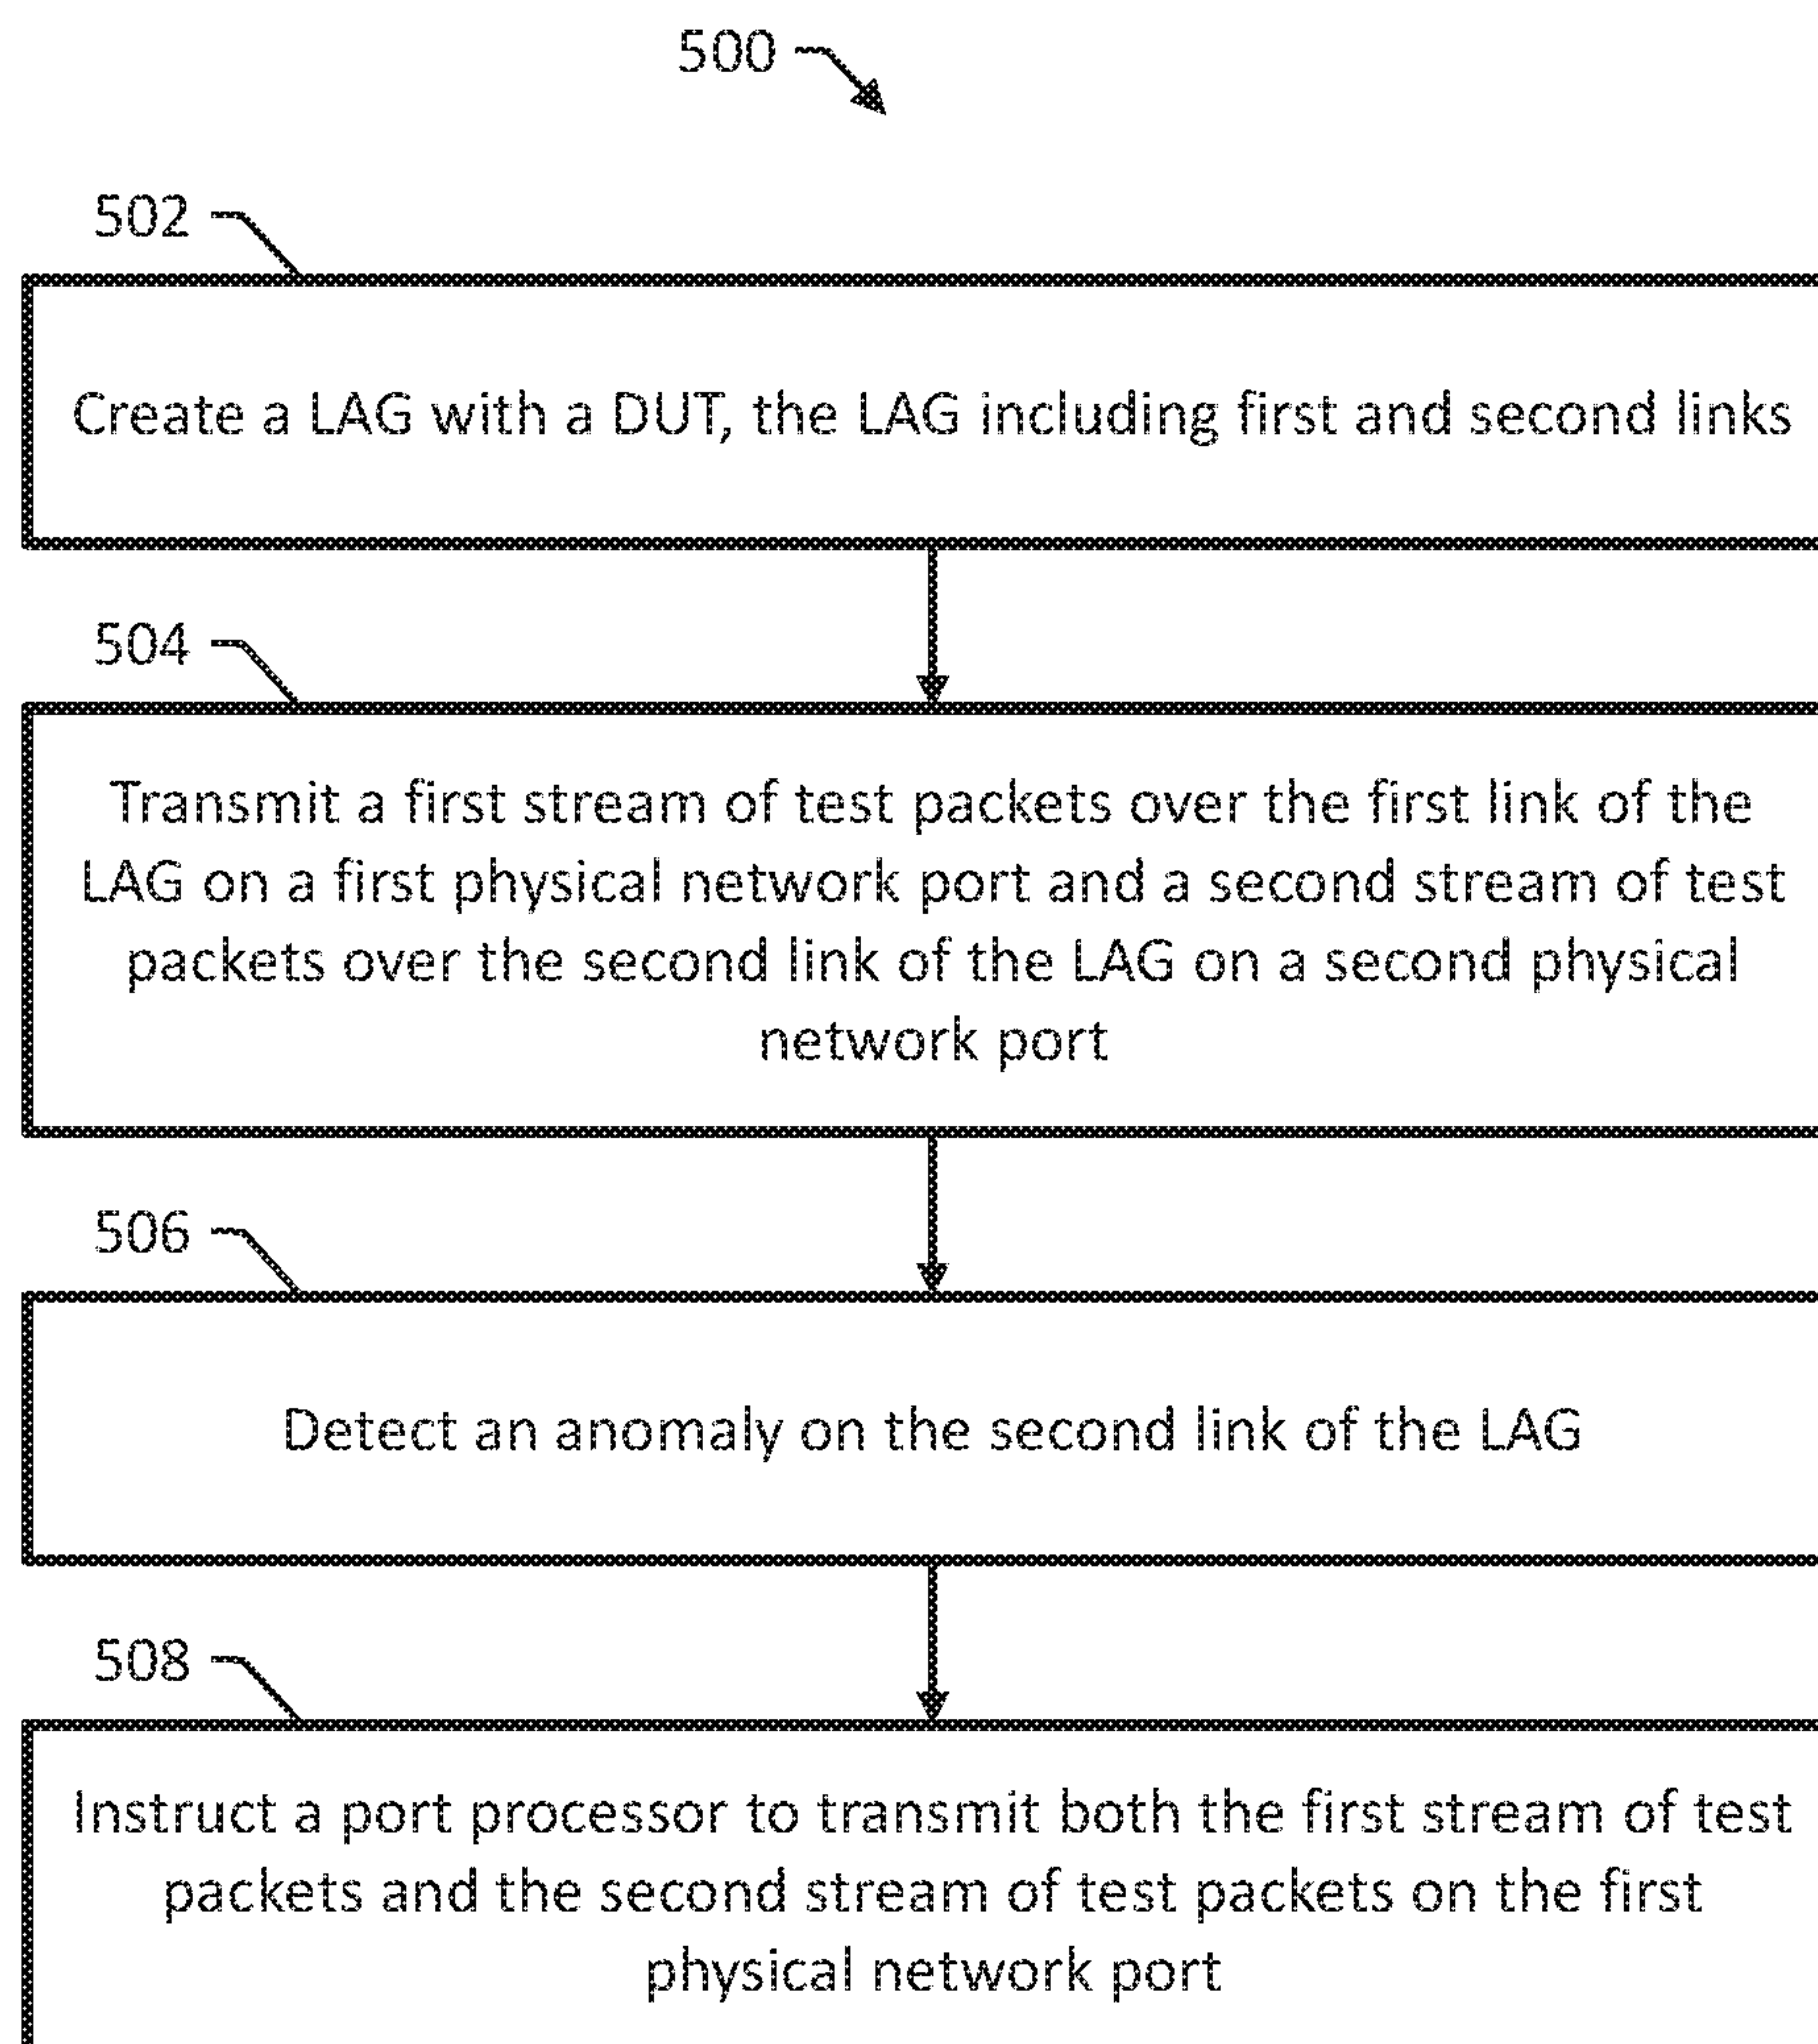 500
502
Create a LAG with a DUT, the LAG including first and second links
504
Transmit a first stream of test packets over the first link of the
LAG on a first physical network port and a second stream of test
packets over the second link of the LAG on a second physical
network port
506
Detect an anomaly on the second link of the LAG
508
Instruct a port processor to transmit both the first stream of test
packets and the second stream of test packets on the first
physical network port